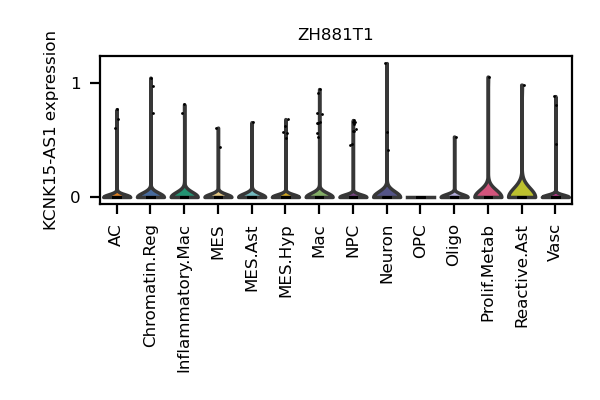 ZH881T1
KCNK15-AS1 expression
1
0
AC
Chromatin.Reg
Inflammatory.Mac
MES
MES.Ast
MES.Hyp
Mac
NPC
Neuron
OPC
Oligo
Prolif.Metab
Reactive.Ast
Vasc